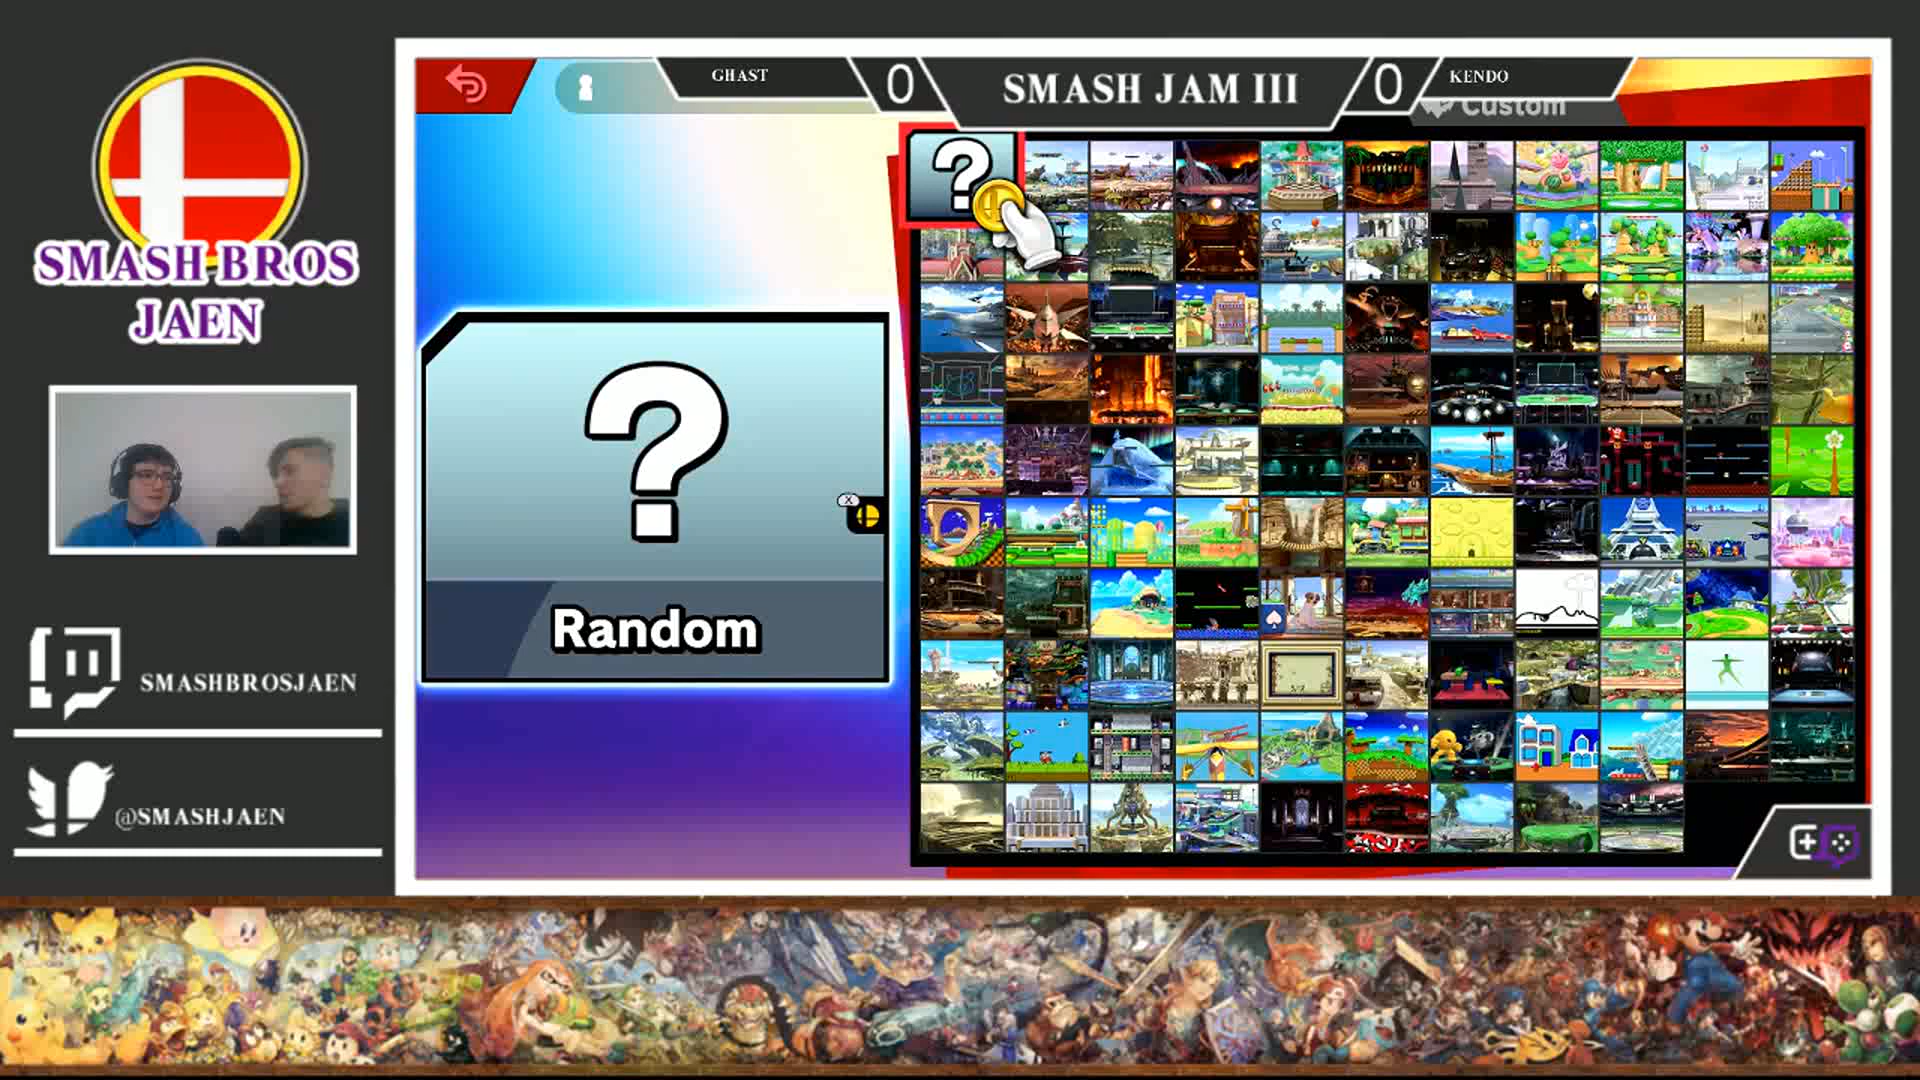 SMASH BROS
JAEN
SMASHBROSJAEN
@SMASHJAEN
GHAST
0
SMASH JAM III
0
KENDO
Custom
?
?
X
Random